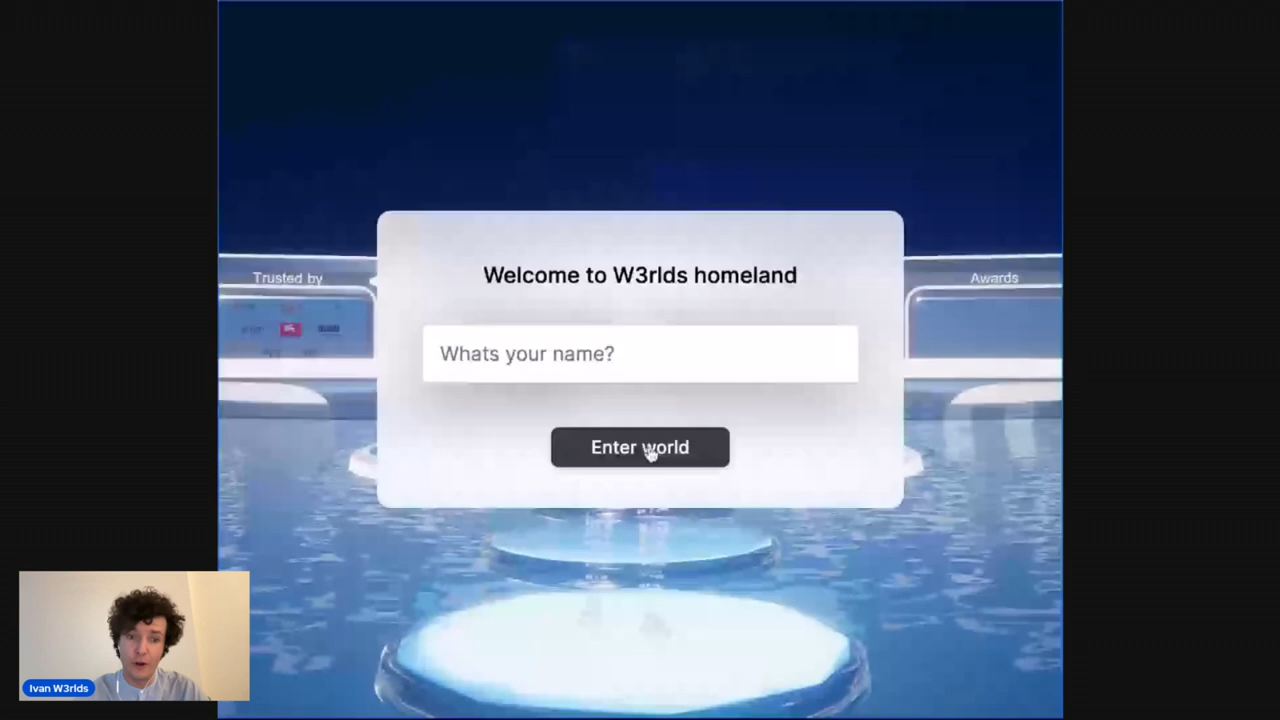 Trusted by
Awards
Welcome to W3rlds homeland
Whats your name?
Enter world
Ivan W3rlds